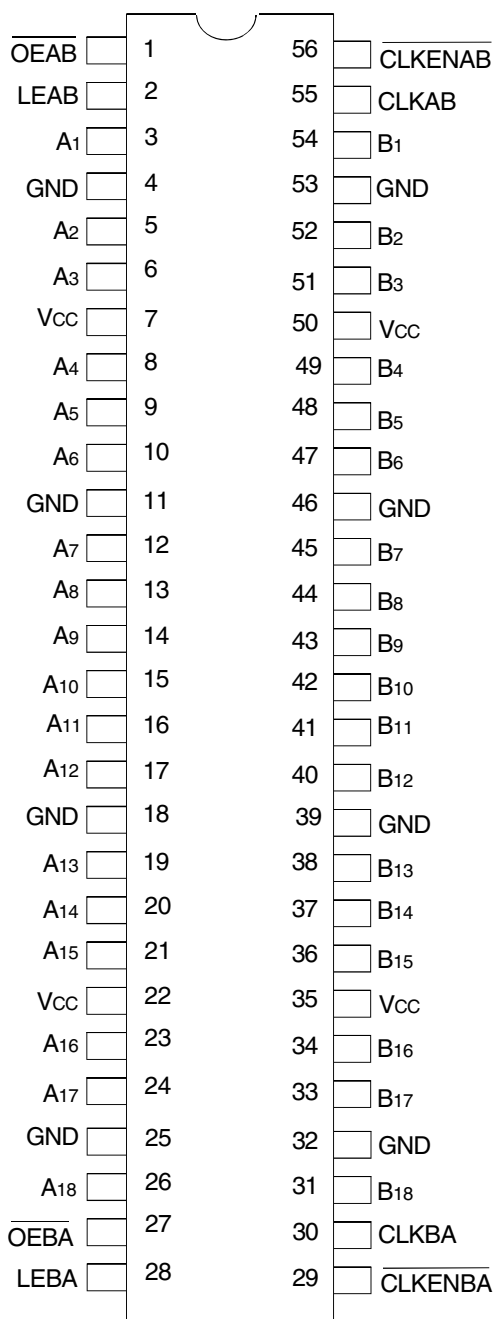 O̅E̅A̅B̅ 1 56 C̅L̅K̅E̅N̅A̅B̅
LEAB 2 55 CLKAB
A1 3 54 B1
GND 4 53 GND
A2 5 52 B2
A3 6 51 B3
VCC 7 50 VCC
A4 8 49 B4
A5 9 48 B5
A6 10 47 B6
GND 11 46 GND
A7 12 45 B7
A8 13 44 B8
A9 14 43 B9
A10 15 42 B10
A11 16 41 B11
A12 17 40 B12
GND 18 39 GND
A13 19 38 B13
A14 20 37 B14
A15 21 36 B15
VCC 22 35 VCC
A16 23 34 B16
A17 24 33 B17
GND 25 32 GND
A18 26 31 B18
O̅E̅B̅A̅ 27 30 CLKBA
LEBA 28 29 C̅L̅K̅E̅N̅B̅A̅